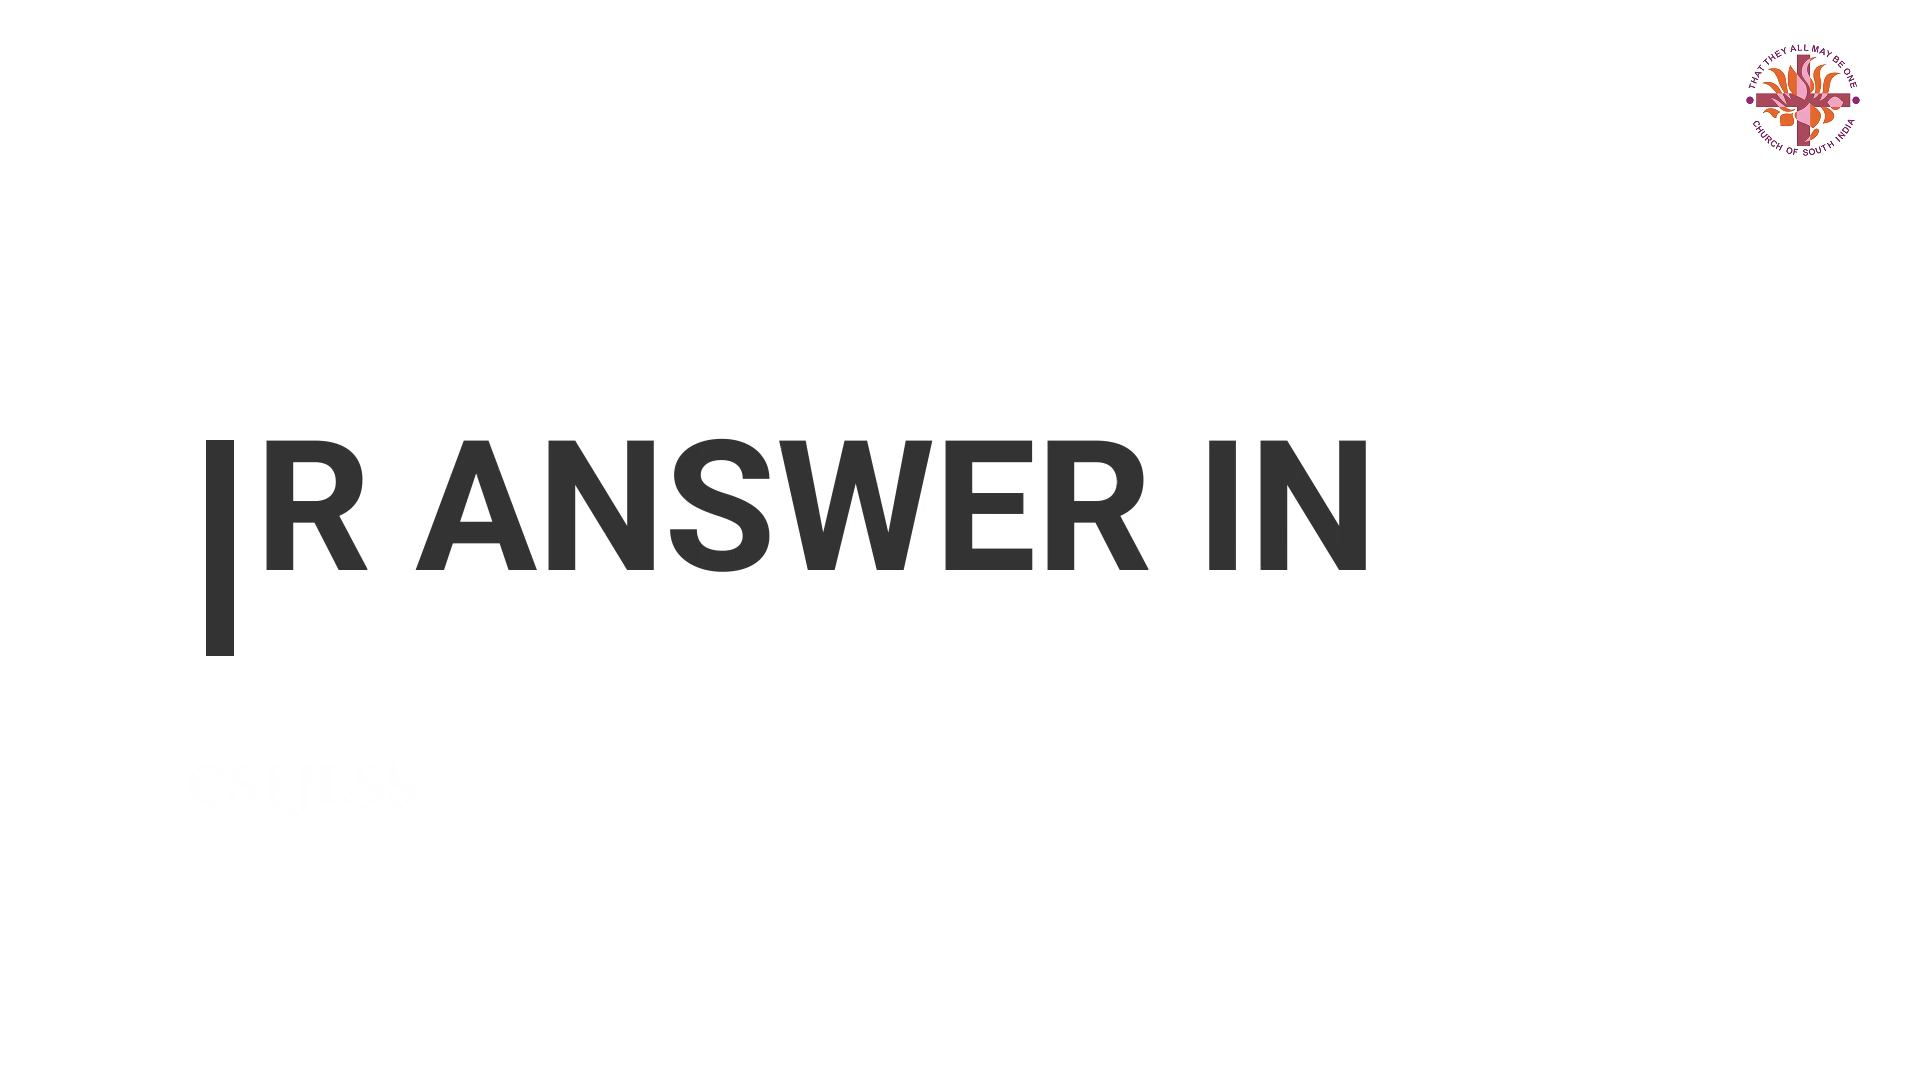 THAT THEY ALL MAY BE ONE
CHURCH OF SOUTH INDIA
R ANSWER IN